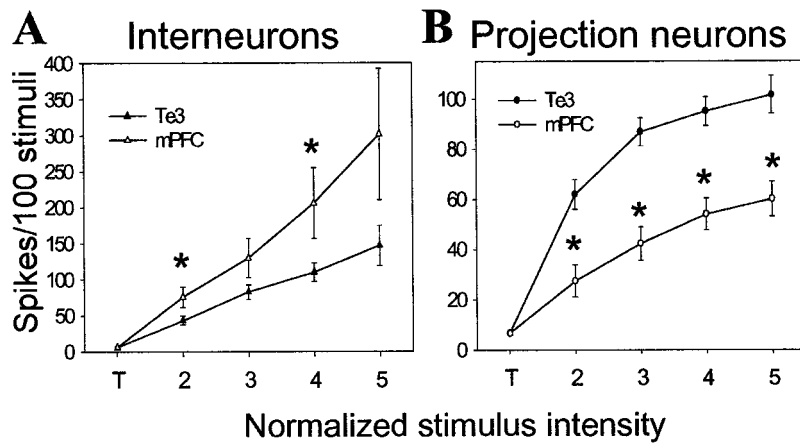 A Interneurons
Spikes/100 stimuli
400
350
300
250
200
150
100
50
0
Te3
mPFC
*
*
T 2 3 4 5
B Projection neurons
100
80
60
40
20
0
Te3
mPFC
*
*
*
*
T 2 3 4 5
Normalized stimulus intensity